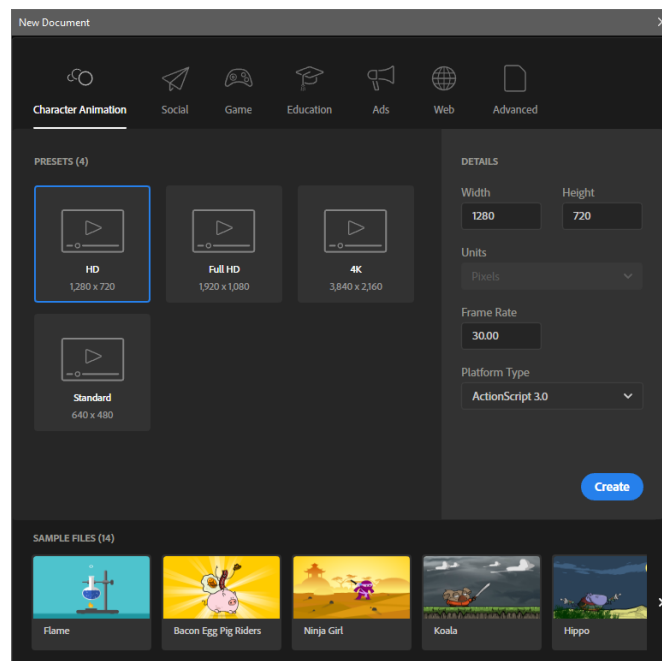 New Document
Character Animation
Social
Game
Education
Ads
Web
Advanced
PRESETS (4)
HD
1,280 x 720
Full HD
1,920 x 1,080
4K
3,840 x 2,160
Standard
640 x 480
DETAILS
Width
Height
1280
720
Units
Pixels
Frame Rate
30.00
Platform Type
ActionScript 3.0
Create
SAMPLE FILES (14)
Flame
Bacon Egg Pig Riders
Ninja Girl
Koala
Hippo